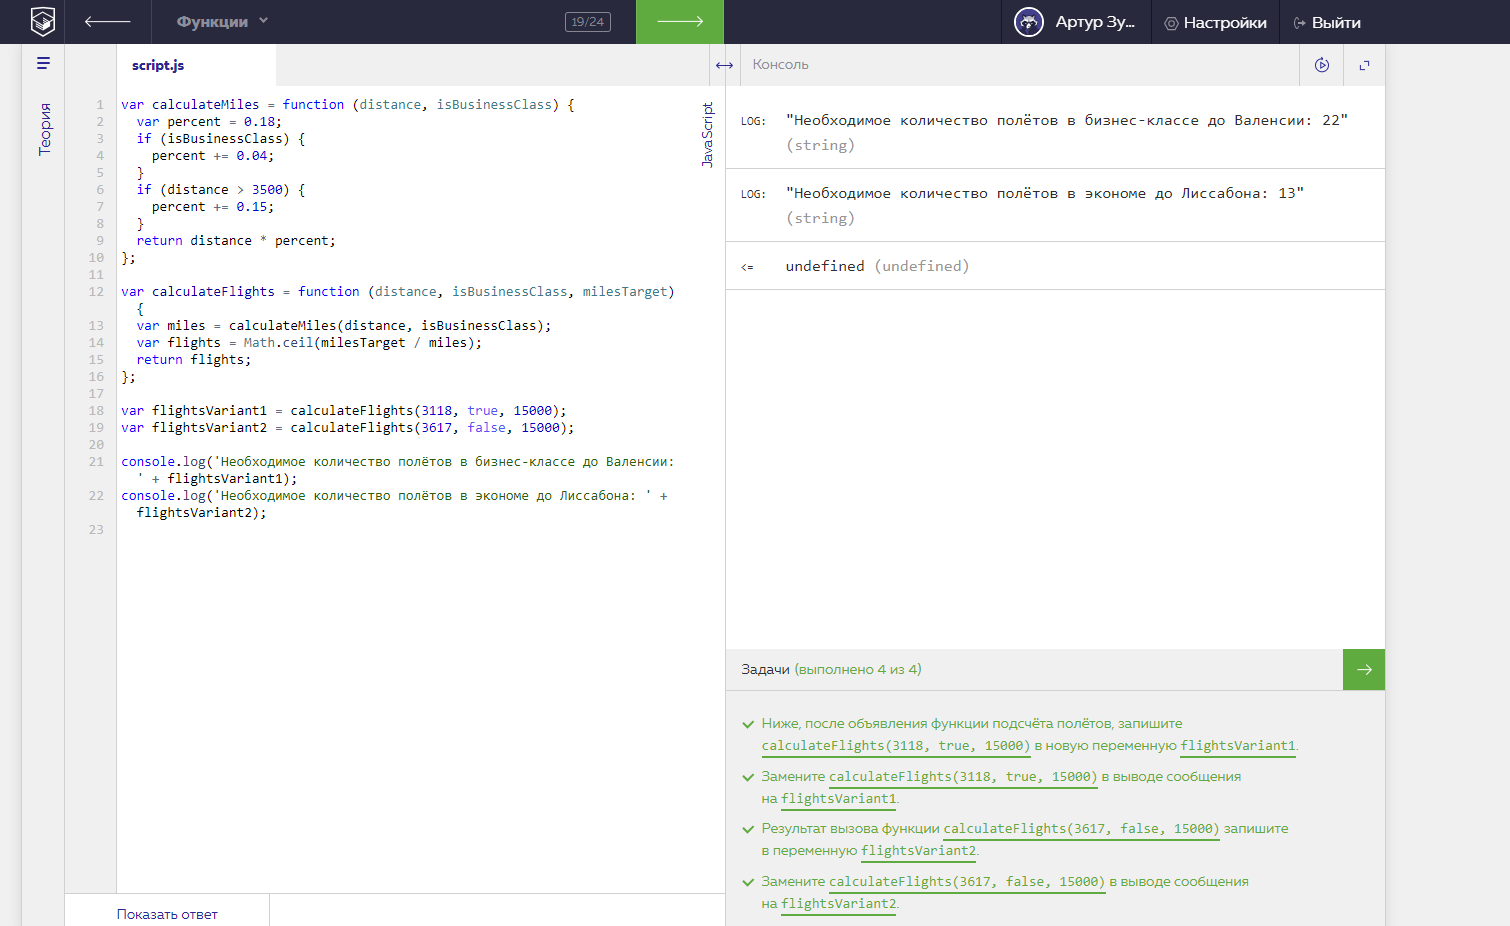 Функции
19/24
Артур Зу...
Настройки
Выйти
Теория
script.js
JavaScript
1 var calculateMiles = function (distance, isBusinessClass) {
2 var percent = 0.18;
3 if (isBusinessClass) {
4 percent += 0.04;
5 }
6 if (distance > 3500) {
7 percent += 0.15;
8 }
9 return distance * percent;
10 };
11
12 var calculateFlights = function (distance, isBusinessClass, milesTarget)
{
13 var miles = calculateMiles(distance, isBusinessClass);
14 var flights = Math.ceil(milesTarget / miles);
15 return flights;
16 };
17
18 var flightsVariant1 = calculateFlights(3118, true, 15000);
19 var flightsVariant2 = calculateFlights(3617, false, 15000);
20
21 console.log('Необходимое количество полётов в бизнес-классе до Валенсии:
' + flightsVariant1);
22 console.log('Необходимое количество полётов в экономе до Лиссабона: ' +
flightsVariant2);
23
Показать ответ
Консоль
LOG: "Необходимое количество полётов в бизнес-классе до Валенсии: 22"
(string)
LOG: "Необходимое количество полётов в экономе до Лиссабона: 13"
(string)
<= undefined (undefined)
Задачи (выполнено 4 из 4)
Ниже, после объявления функции подсчёта полётов, запишите
calculateFlights(3118, true, 15000) в новую переменную flightsVariant1.
Замените calculateFlights(3118, true, 15000) в выводе сообщения
на flightsVariant1.
Результат вызова функции calculateFlights(3617, false, 15000) запишите
в переменную flightsVariant2.
Замените calculateFlights(3617, false, 15000) в выводе сообщения
на flightsVariant2.